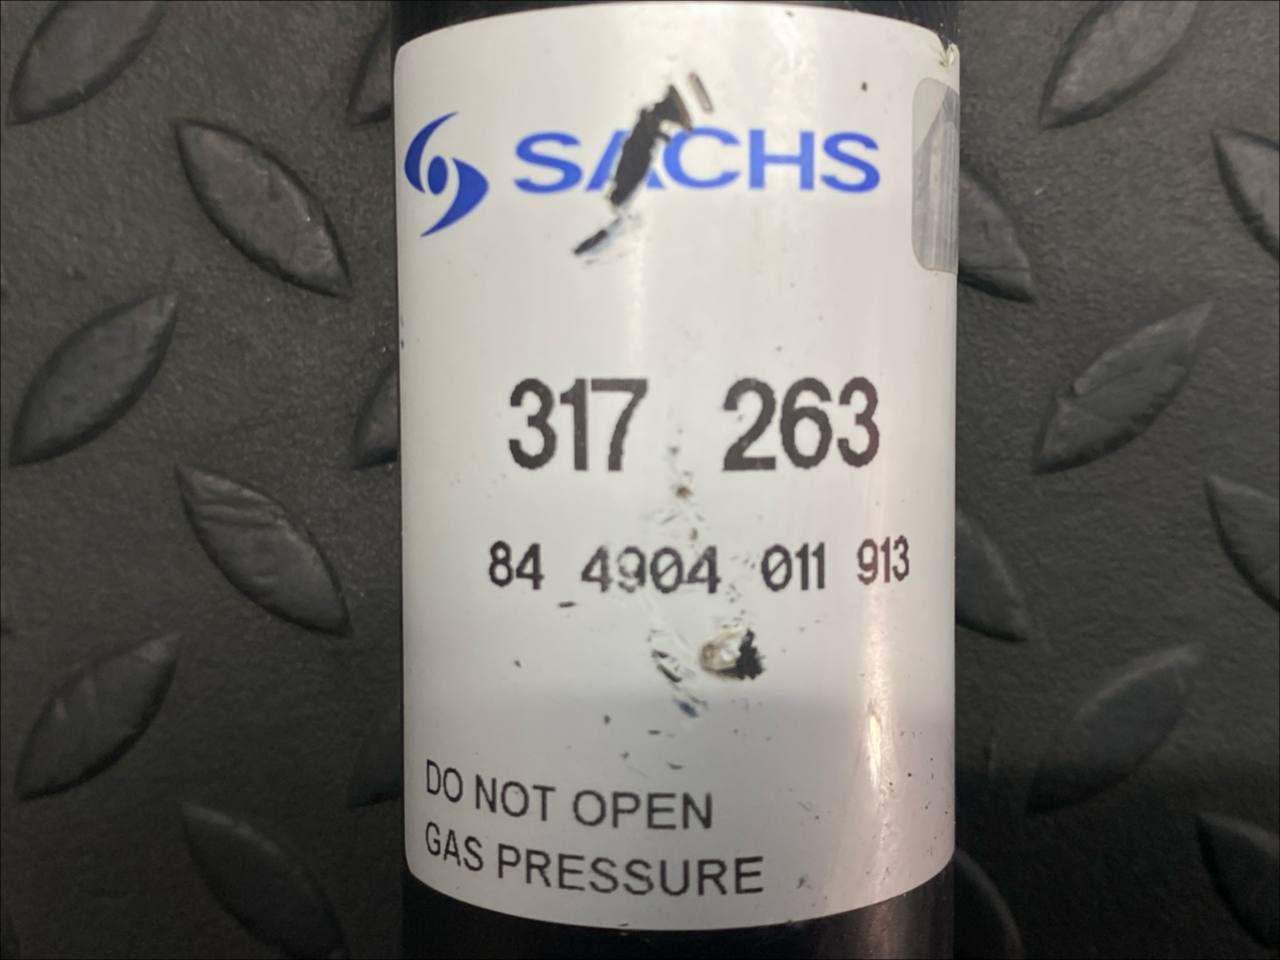 SACHS
317 263
84 4904 011 913
DO NOT OPEN
GAS PRESSURE